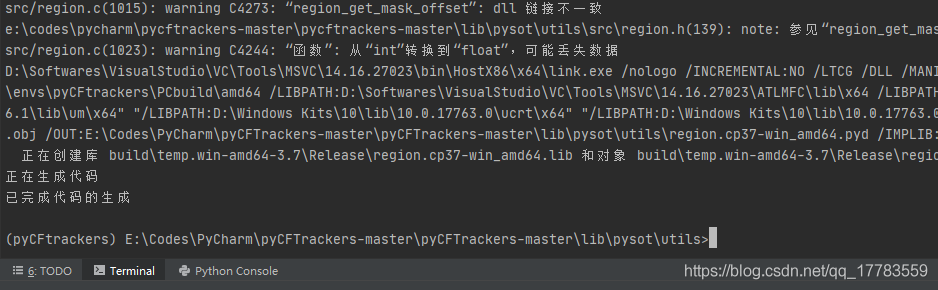 src/region.c(1015): warning C4273: “region_get_mask_offset”: dll 链接不一致
e:\codes\pycharm\pycftrackers-master\pycftrackers-master\lib\pysot\utils\src\region.h(139): note: 参见“region_get_mas
src/region.c(1023): warning C4244: “函数”: 从“int”转换到“float”，可能丢失数据
D:\Softwares\VisualStudio\VC\Tools\MSVC\14.16.27023\bin\HostX86\x64\link.exe /nologo /INCREMENTAL:NO /LTCG /DLL /MANI
\envs\pyCFtrackers\PCbuild\amd64 /LIBPATH:D:\Softwares\VisualStudio\VC\Tools\MSVC\14.16.27023\ATLMFC\lib\x64 /LIBPATH
6.1\lib\um\x64" "/LIBPATH:D:\Windows Kits\10\lib\10.0.17763.0\ucrt\x64" "/LIBPATH:D:\Windows Kits\10\lib\10.0.17763.0
.obj /OUT:E:\Codes\PyCharm\pyCFTrackers-master\pyCFTrackers-master\lib\pysot\utils\region.cp37-win_amd64.pyd /IMPLIB:
正在创建库 build\temp.win-amd64-3.7\Release\region.cp37-win_amd64.lib 和对象 build\temp.win-amd64-3.7\Release\regio
正在生成代码
已完成代码的生成
(pyCFtrackers) E:\Codes\PyCharm\pyCFTrackers-master\pyCFTrackers-master\lib\pysot\utils>
6: TODO Terminal Python Console
https://blog.csdn.net/qq_17783559